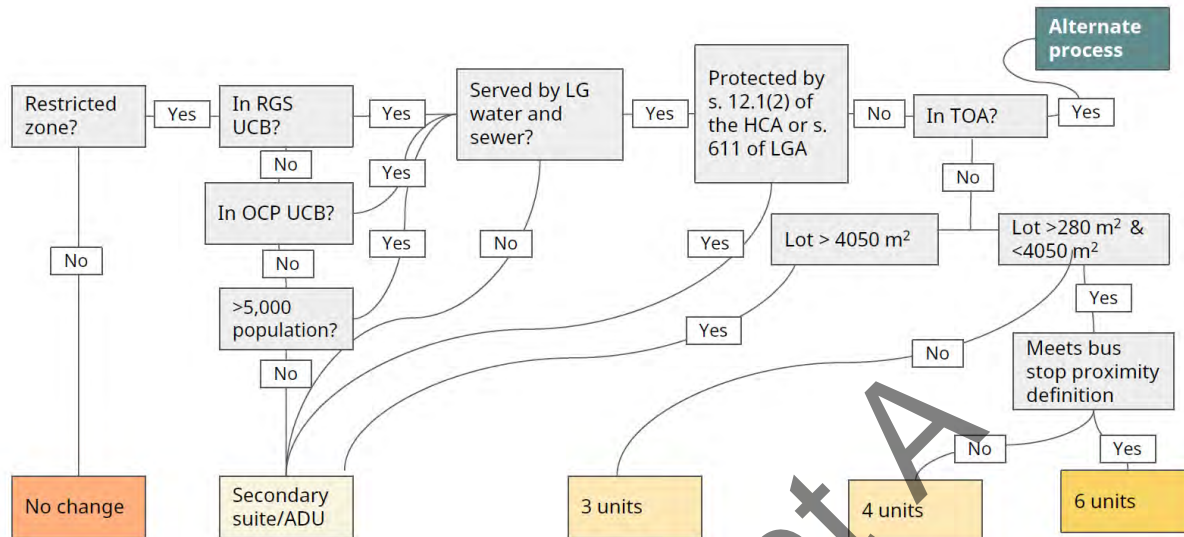 Alternate
process
Restricted
zone?
Yes
In RGS
UCB?
Yes
Served by LG
water and
sewer?
Yes
Protected by
s. 12.1(2) of
the HCA or s.
611 of LGA
No
In TOA?
Yes
No
Yes
No
In OCP UCB?
Lot > 4050 m²
Lot >280 m² &
<4050 m²
No
No
Yes
No
Yes
Yes
>5,000
population?
Yes
No
Meets bus
stop proximity
definition
No
No
Yes
No change
Secondary
suite/ADU
3 units
4 units
6 units